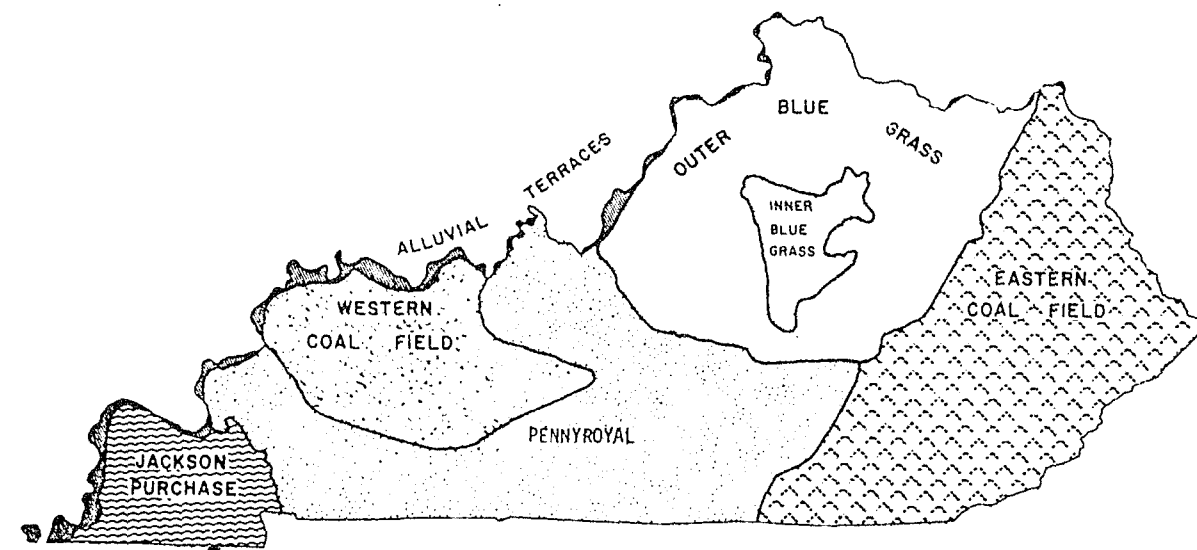 OUTER BLUE GRASS
INNER
BLUE
GRASS
ALLUVIAL TERRACES
WESTERN
COAL FIELD
EASTERN
COAL FIELD
PENNYROYAL
JACKSON
PURCHASE